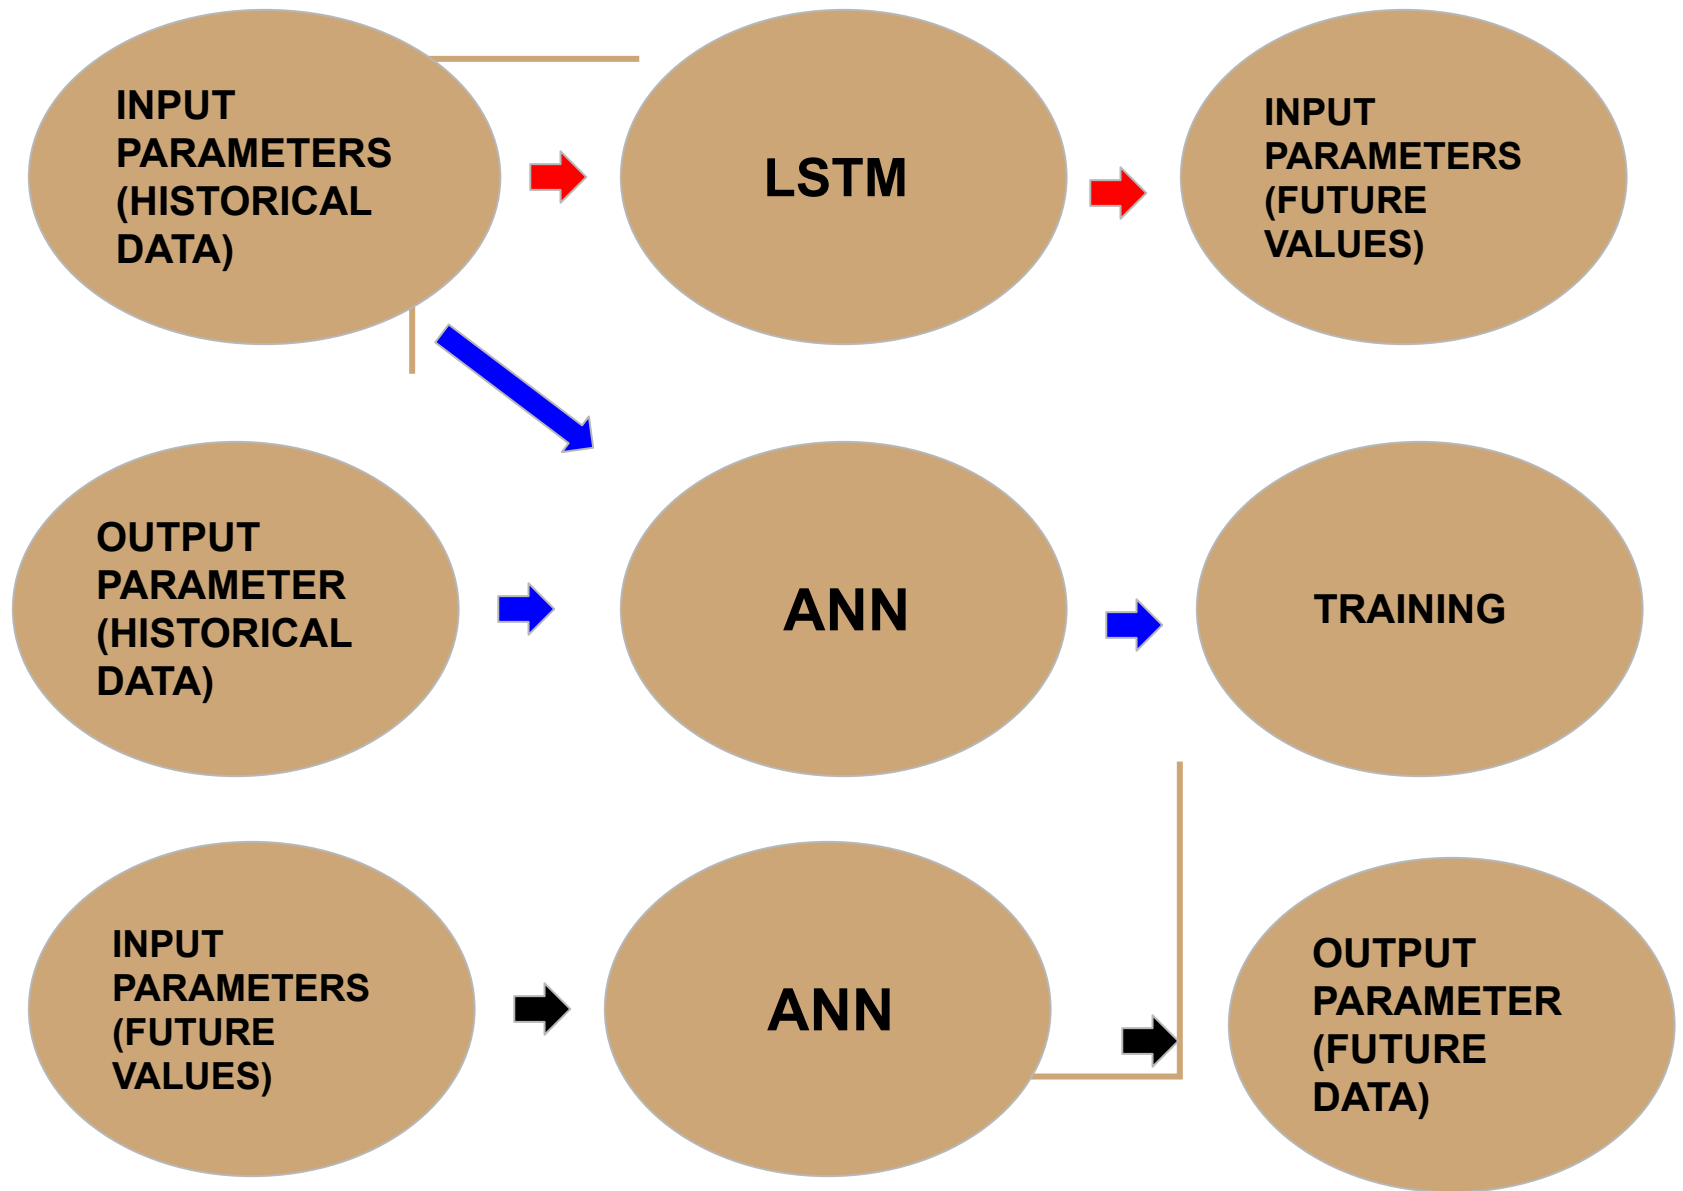 INPUT
PARAMETERS
(HISTORICAL
DATA)
LSTM
INPUT
PARAMETERS
(FUTURE
VALUES)
OUTPUT
PARAMETER
(HISTORICAL
DATA)
ANN
TRAINING
INPUT
PARAMETERS
(FUTURE
VALUES)
ANN
OUTPUT
PARAMETER
(FUTURE
DATA)